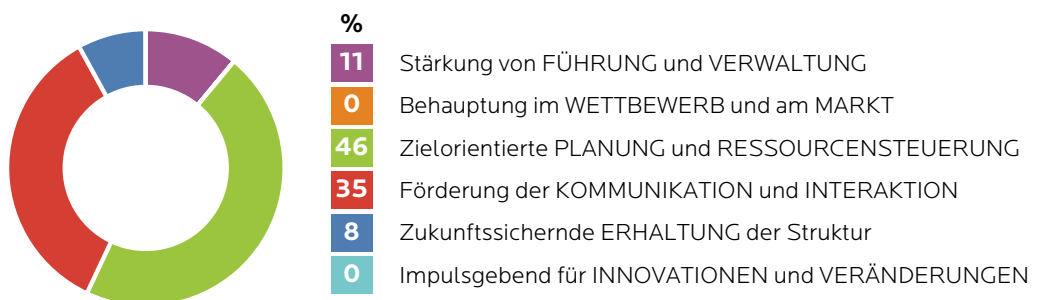 %
11 Stärkung von FÜHRUNG und VERWALTUNG
0 Behauptung im WETTBEWERB und am MARKT
46 Zielorientierte PLANUNG und RESSOURCENSTEUERUNG
35 Förderung der KOMMUNIKATION und INTERAKTION
8 Zukunftssichernde ERHALTUNG der Struktur
0 Impulsgebend für INNOVATIONEN und VERÄNDERUNGEN